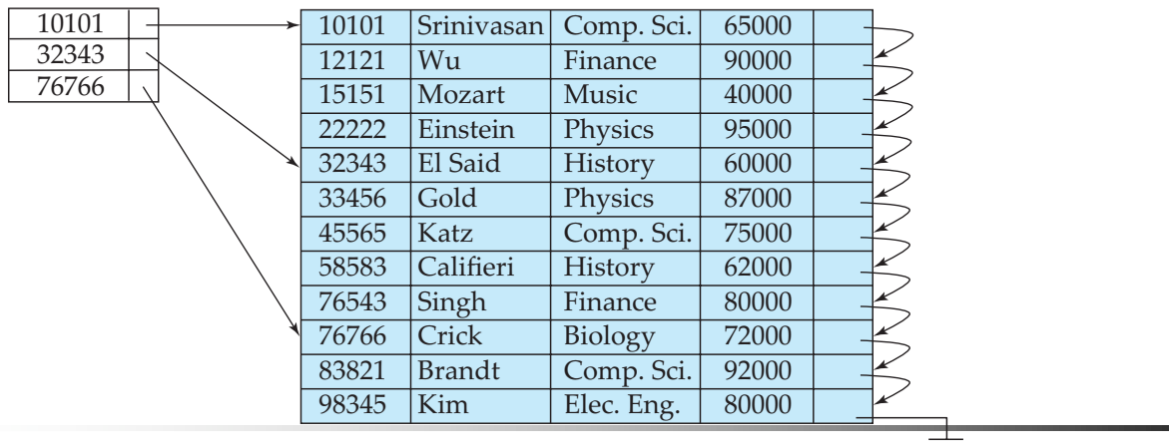 10101
32343
76766
10101 Srinivasan Comp. Sci. 65000
12121 Wu Finance 90000
15151 Mozart Music 40000
22222 Einstein Physics 95000
32343 El Said History 60000
33456 Gold Physics 87000
45565 Katz Comp. Sci. 75000
58583 Califieri History 62000
76543 Singh Finance 80000
76766 Crick Biology 72000
83821 Brandt Comp. Sci. 92000
98345 Kim Elec. Eng. 80000